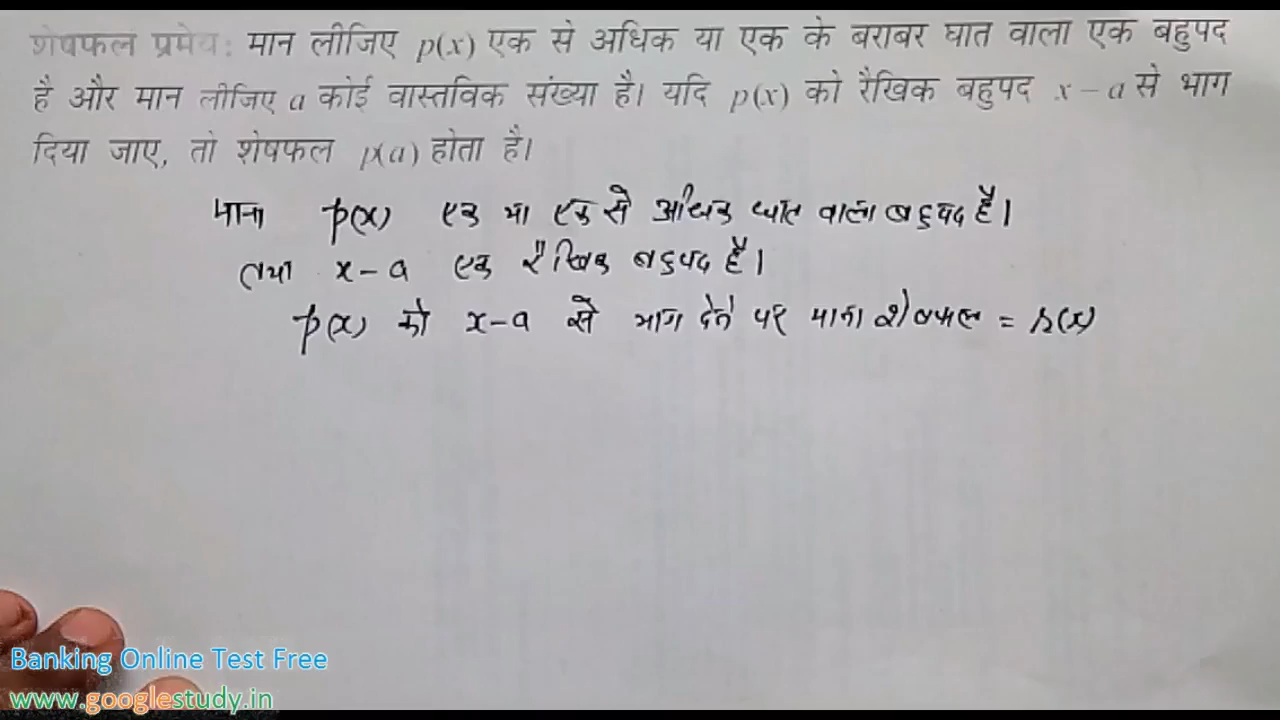 शेषफल प्रमेय: मान लीजिए p(x) एक से अधिक या एक के बराबर घात वाला एक बहुपद
है और मान लीजिए a कोई वास्तविक संख्या है। यदि p(x) को रैखिक बहुपद x – a से भाग
दिया जाए, तो शेषफल p(a) होता है।
माना p(x) एक या एक से अधिक घात वाला बहुपद है।
तथा x – a एक रैखिक बहुपद है।
p(x) को x – a से भाग देने पर माना शेषफल = r(x)
Banking Online Test Free
www.googlestudy.in